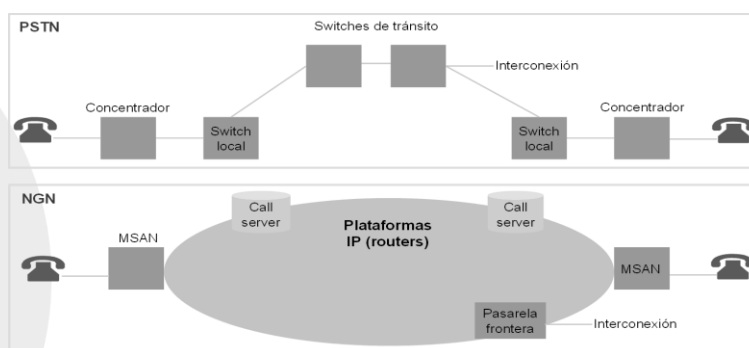 PSTN
Switches de tránsito
Interconexión
Concentrador
Concentrador
Switch
local
Switch
local
NGN
Call
server
Call
server
Plataformas
IP (routers)
MSAN
MSAN
Pasarela
frontera
Interconexión